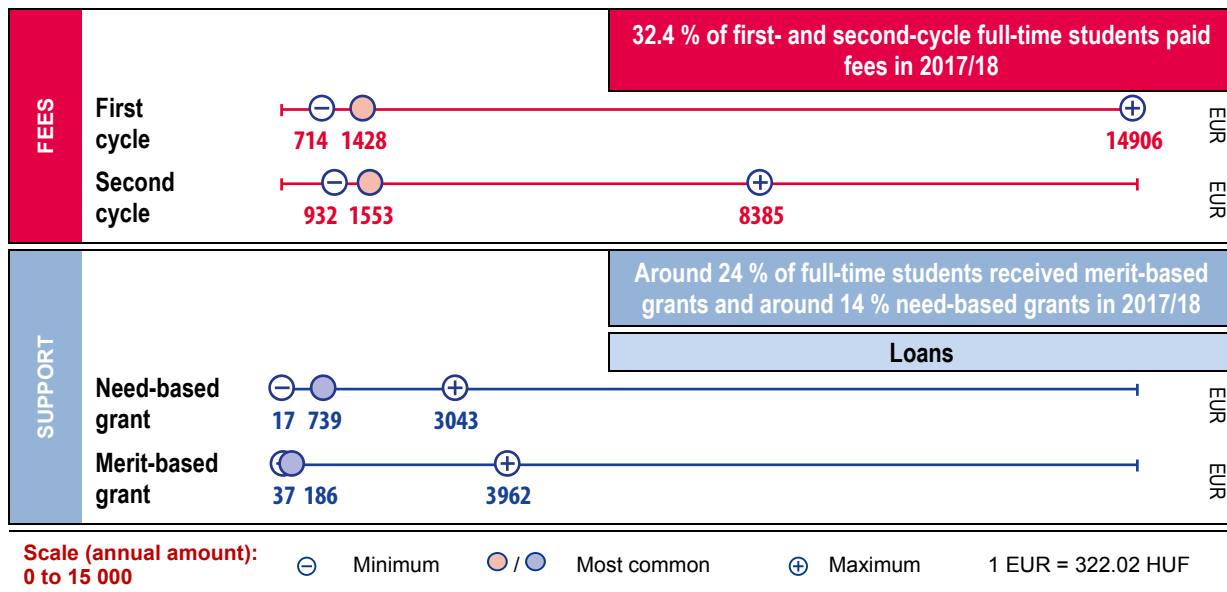 32.4 % of first- and second-cycle full-time students paid
fees in 2017/18
FEES
First
cycle
714 1428 14906
EUR
Second
cycle
932 1553 8385
EUR
Around 24 % of full-time students received merit-based
grants and around 14 % need-based grants in 2017/18
Loans
SUPPORT
Need-based
grant
17 739 3043
EUR
Merit-based
grant
37 186 3962
EUR
Scale (annual amount):
0 to 15 000
Minimum / Most common Maximum 1 EUR = 322.02 HUF